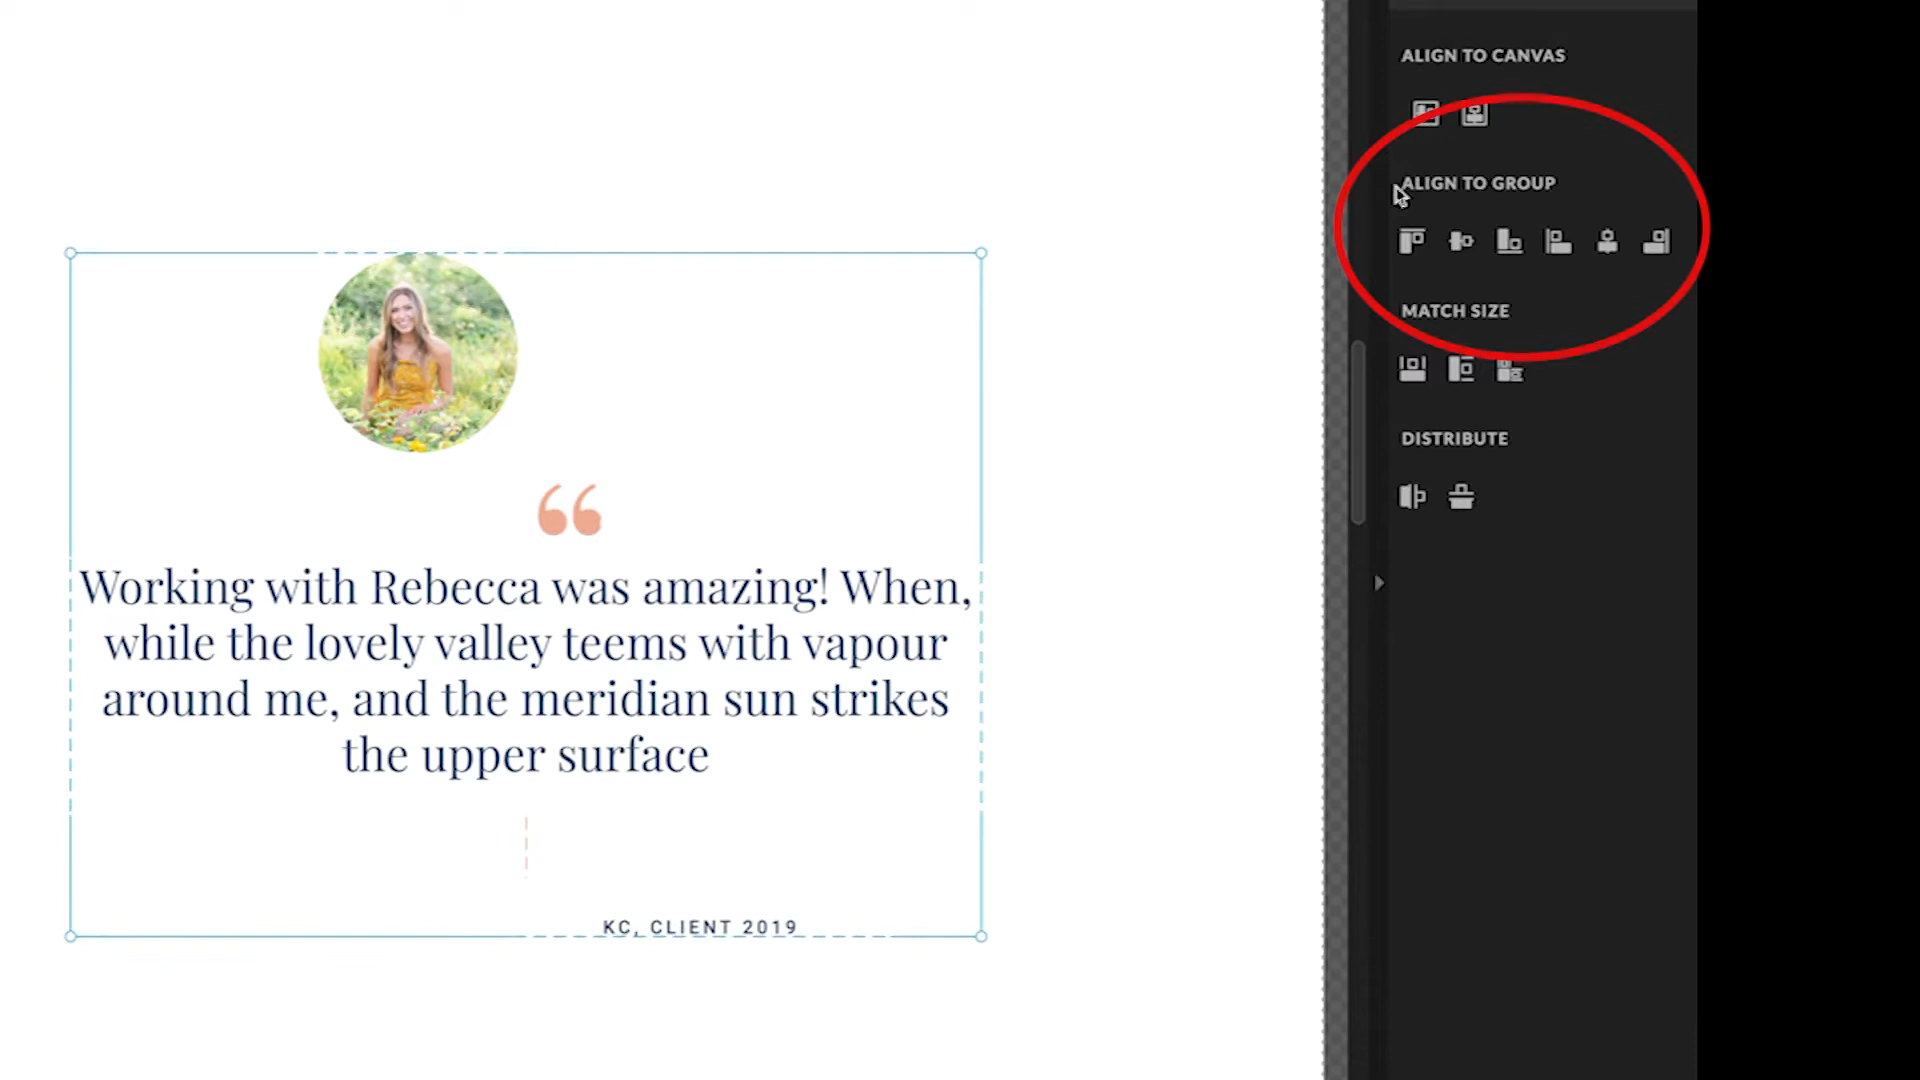 ALIGN TO CANVAS
ALIGN TO GROUP
MATCH SIZE
DISTRIBUTE
“
Working with Rebecca was amazing! When,
while the lovely valley teems with vapour
around me, and the meridian sun strikes
the upper surface
KC, CLIENT 2019